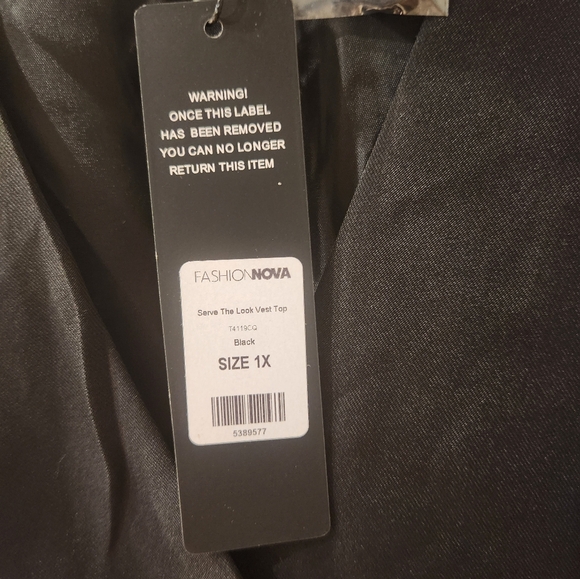 WARNING!
ONCE THIS LABEL
HAS BEEN REMOVED
YOU CAN NO LONGER
RETURN THIS ITEM
FASHIONNOVA
Serve The Look Vest Top
74119CQ
Black
SIZE 1X
5389577